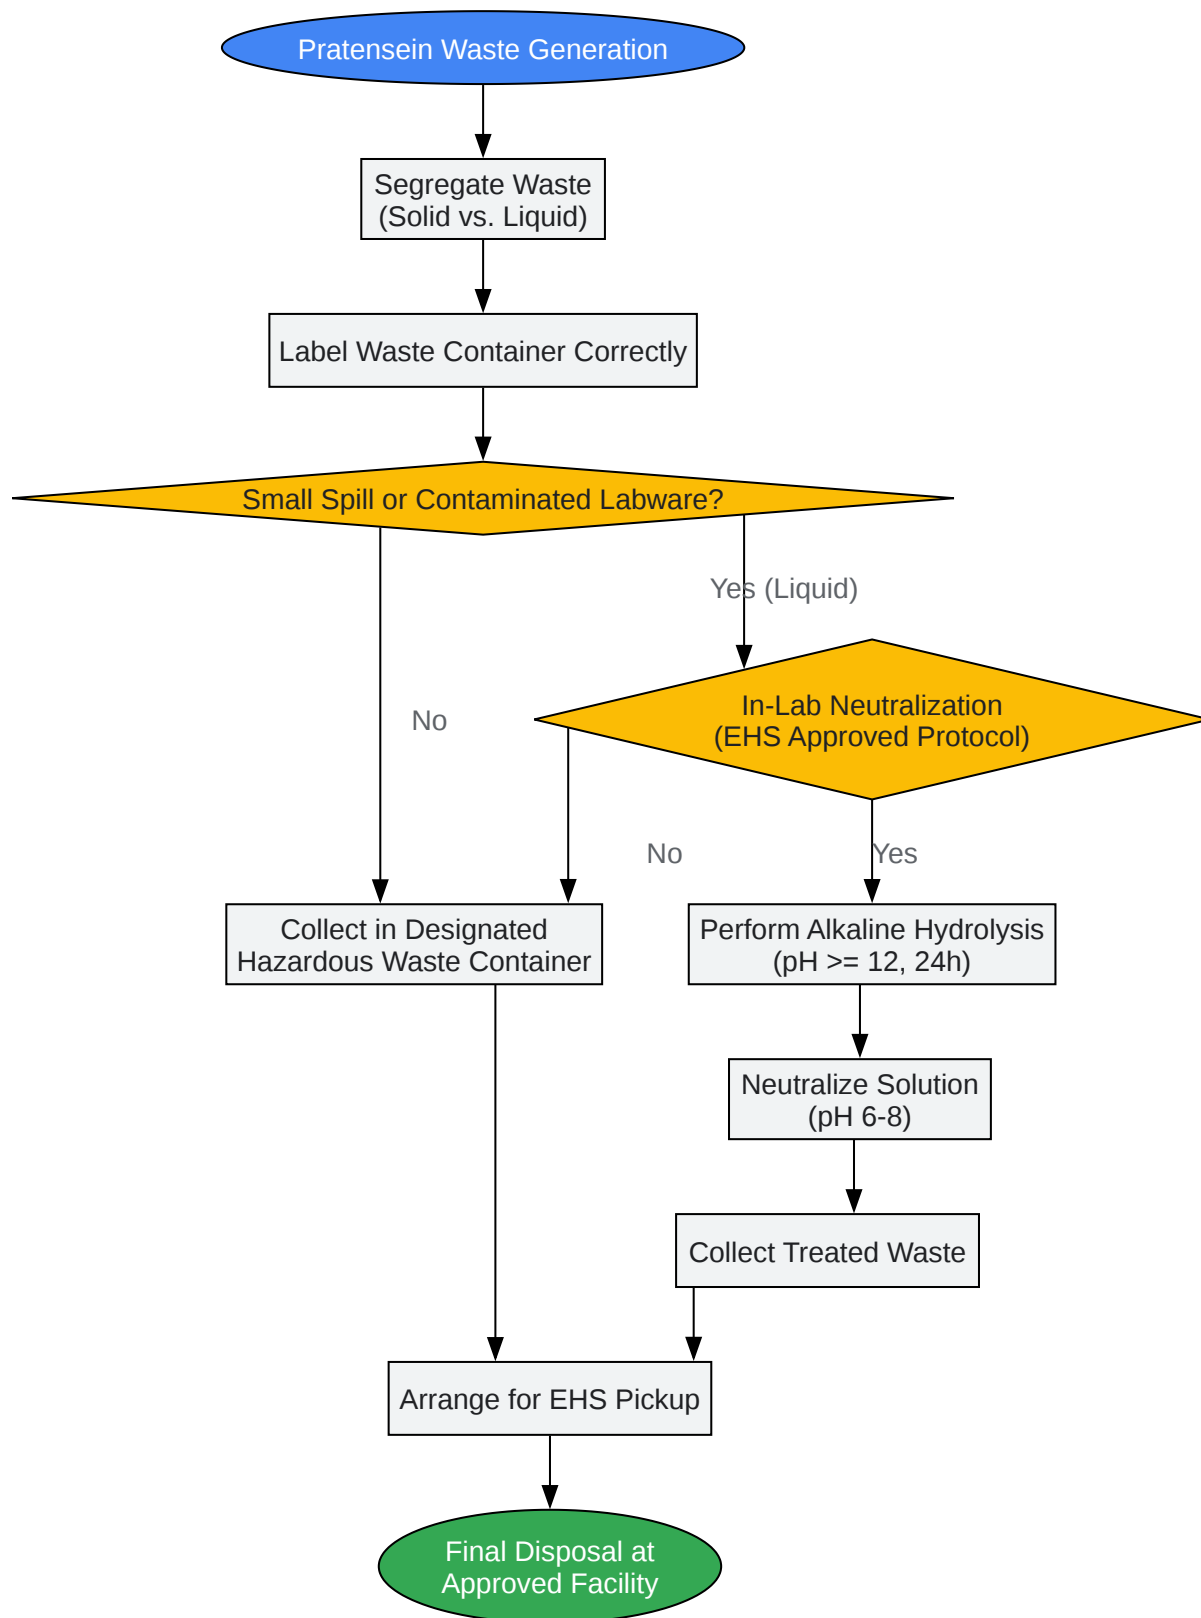 Pratensein Waste Generation
Segregate Waste
(Solid vs. Liquid)
Label Waste Container Correctly
Small Spill or Contaminated Labware?
Yes (Liquid)
In-Lab Neutralization
(EHS Approved Protocol)
No
No
Yes
Collect in Designated
Hazardous Waste Container
Perform Alkaline Hydrolysis
(pH >= 12, 24h)
Neutralize Solution
(pH 6-8)
Collect Treated Waste
Arrange for EHS Pickup
Final Disposal at
Approved Facility